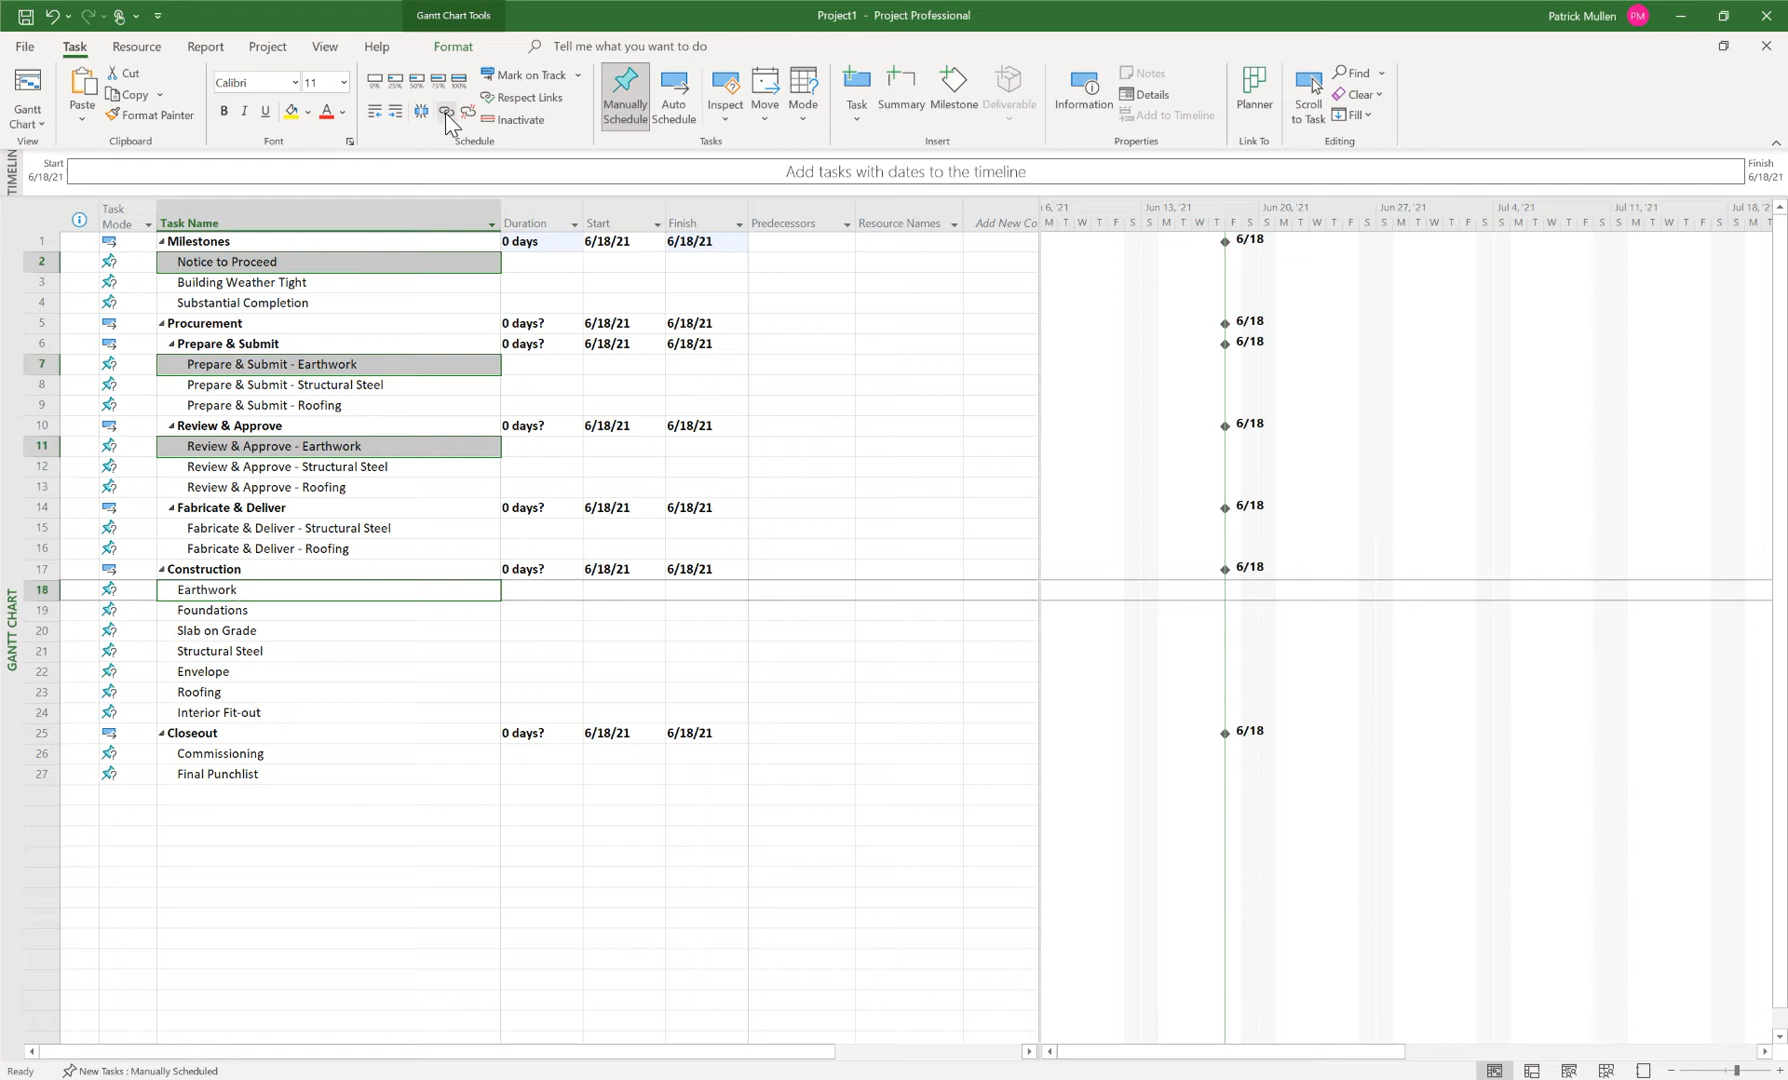 Gantt Chart Tools
Project1 - Project Professional
Patrick Mullen PM
File Task Resource Report Project View Help Format Tell me what you want to do
Gantt Chart
View
Paste
Cut
Copy
Format Painter
Clipboard
Calibri 11
B I U A
Font
0% 25% 50% 75% 100%
Mark on Track
Respect Links
Inactivate
Schedule
Manually Schedule
Auto Schedule
Inspect
Move
Mode
Tasks
Task
Summary
Milestone
Deliverable
Insert
Information
Notes
Details
Add to Timeline
Properties
Planner
Link To
Scroll to Task
Find
Clear
Fill
Editing
TIMELIN
Start
6/18/21
Add tasks with dates to the timeline
Finish
6/18/21
Task Mode Task Name Duration Start Finish Predecessors Resource Names Add New Co
6, '21 Jun 13, '21 Jun 20, '21 Jun 27, '21 Jul 4, '21 Jul 11, '21 Jul 18, '21
M T W T F S S M T W T F S S M T W T F S S M T W T F S S M T W T F S S M T W T F S S M T
1 Milestones 0 days 6/18/21 6/18/21 6/18
2 Notice to Proceed
3 Building Weather Tight
4 Substantial Completion
5 Procurement 0 days? 6/18/21 6/18/21 6/18
6 Prepare & Submit 0 days? 6/18/21 6/18/21 6/18
7 Prepare & Submit - Earthwork
8 Prepare & Submit - Structural Steel
9 Prepare & Submit - Roofing
10 Review & Approve 0 days? 6/18/21 6/18/21 6/18
11 Review & Approve - Earthwork
12 Review & Approve - Structural Steel
13 Review & Approve - Roofing
14 Fabricate & Deliver 0 days? 6/18/21 6/18/21 6/18
15 Fabricate & Deliver - Structural Steel
16 Fabricate & Deliver - Roofing
17 Construction 0 days? 6/18/21 6/18/21 6/18
18 Earthwork
19 Foundations
20 Slab on Grade
21 Structural Steel
22 Envelope
23 Roofing
24 Interior Fit-out
25 Closeout 0 days? 6/18/21 6/18/21 6/18
26 Commissioning
27 Final Punchlist
GANTT CHART
Ready New Tasks : Manually Scheduled